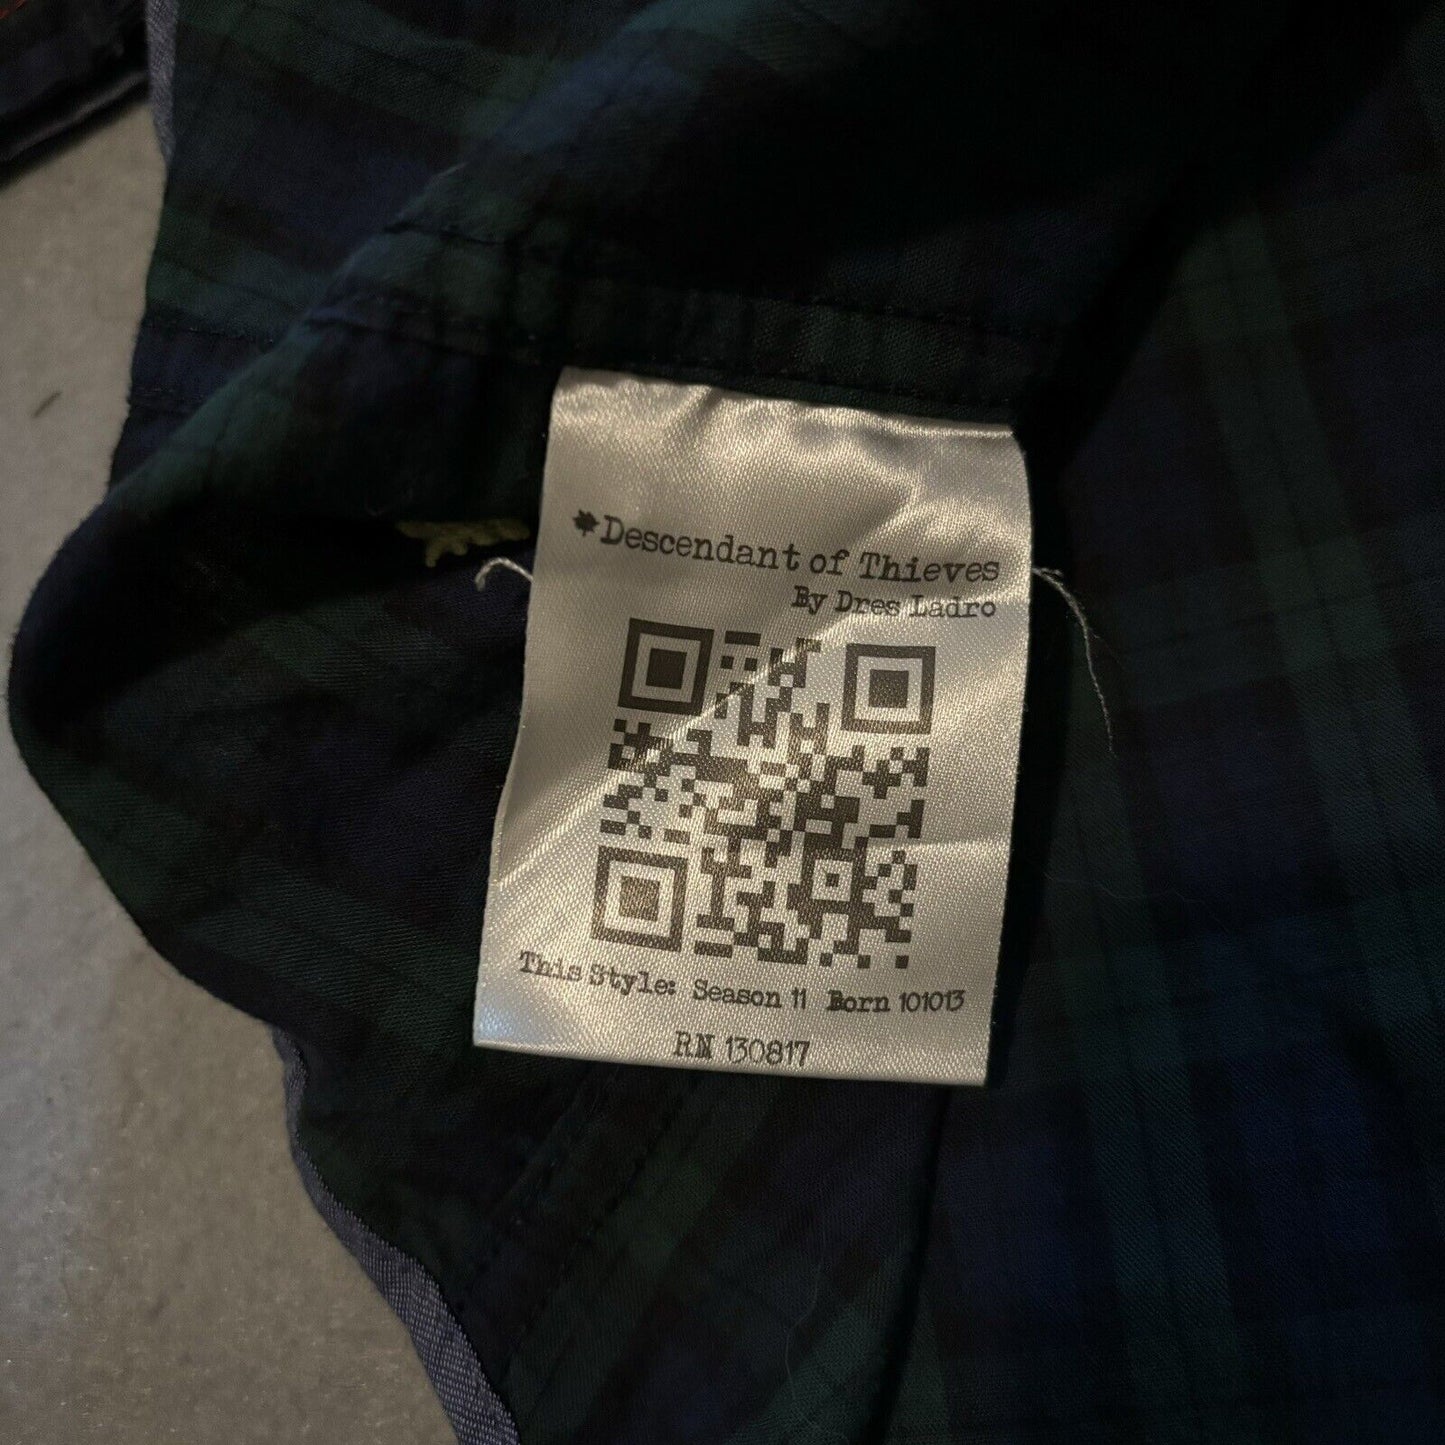 Descendant of Thieves
By Dres Ladro
This Style: Season 11 Born 101013
RN 130817